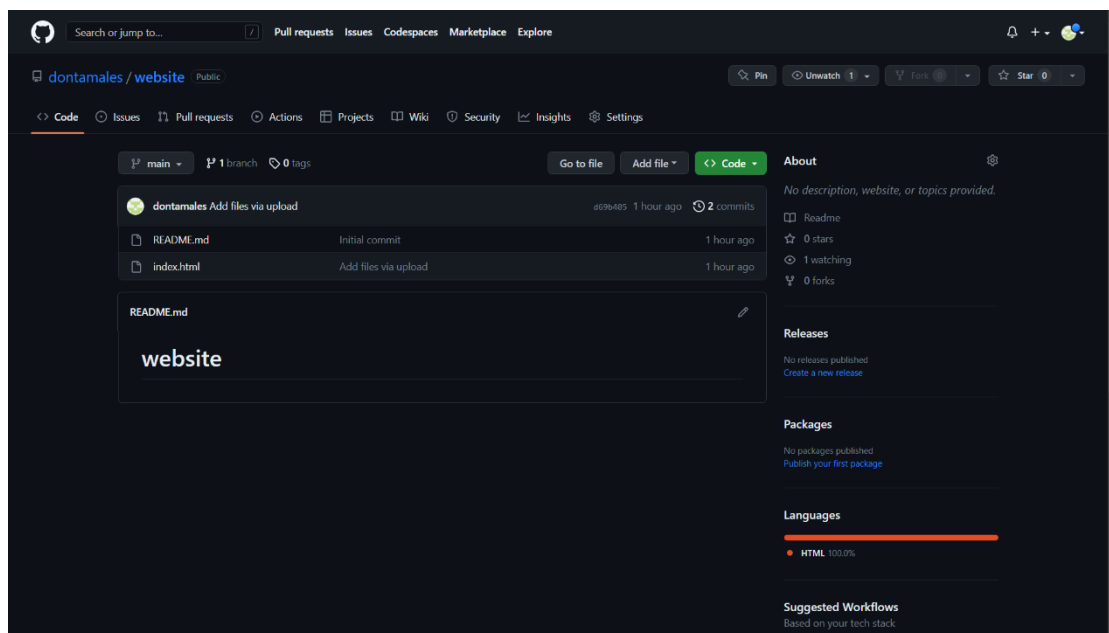 Search or jump to... / Pull requests Issues Codespaces Marketplace Explore
dontamales / website Public Pin Unwatch 1 Fork 0 Star 0
<> Code Issues Pull requests Actions Projects Wiki Security Insights Settings
main 1 branch 0 tags Go to file Add file <> Code
dontamales Add files via upload d69b485 1 hour ago 2 commits
README.md Initial commit 1 hour ago
index.html Add files via upload 1 hour ago
README.md
website
About
No description, website, or topics provided.
Readme
0 stars
1 watching
0 forks
Releases
No releases published
Create a new release
Packages
No packages published
Publish your first package
Languages
HTML 100.0%
Suggested Workflows
Based on your tech stack